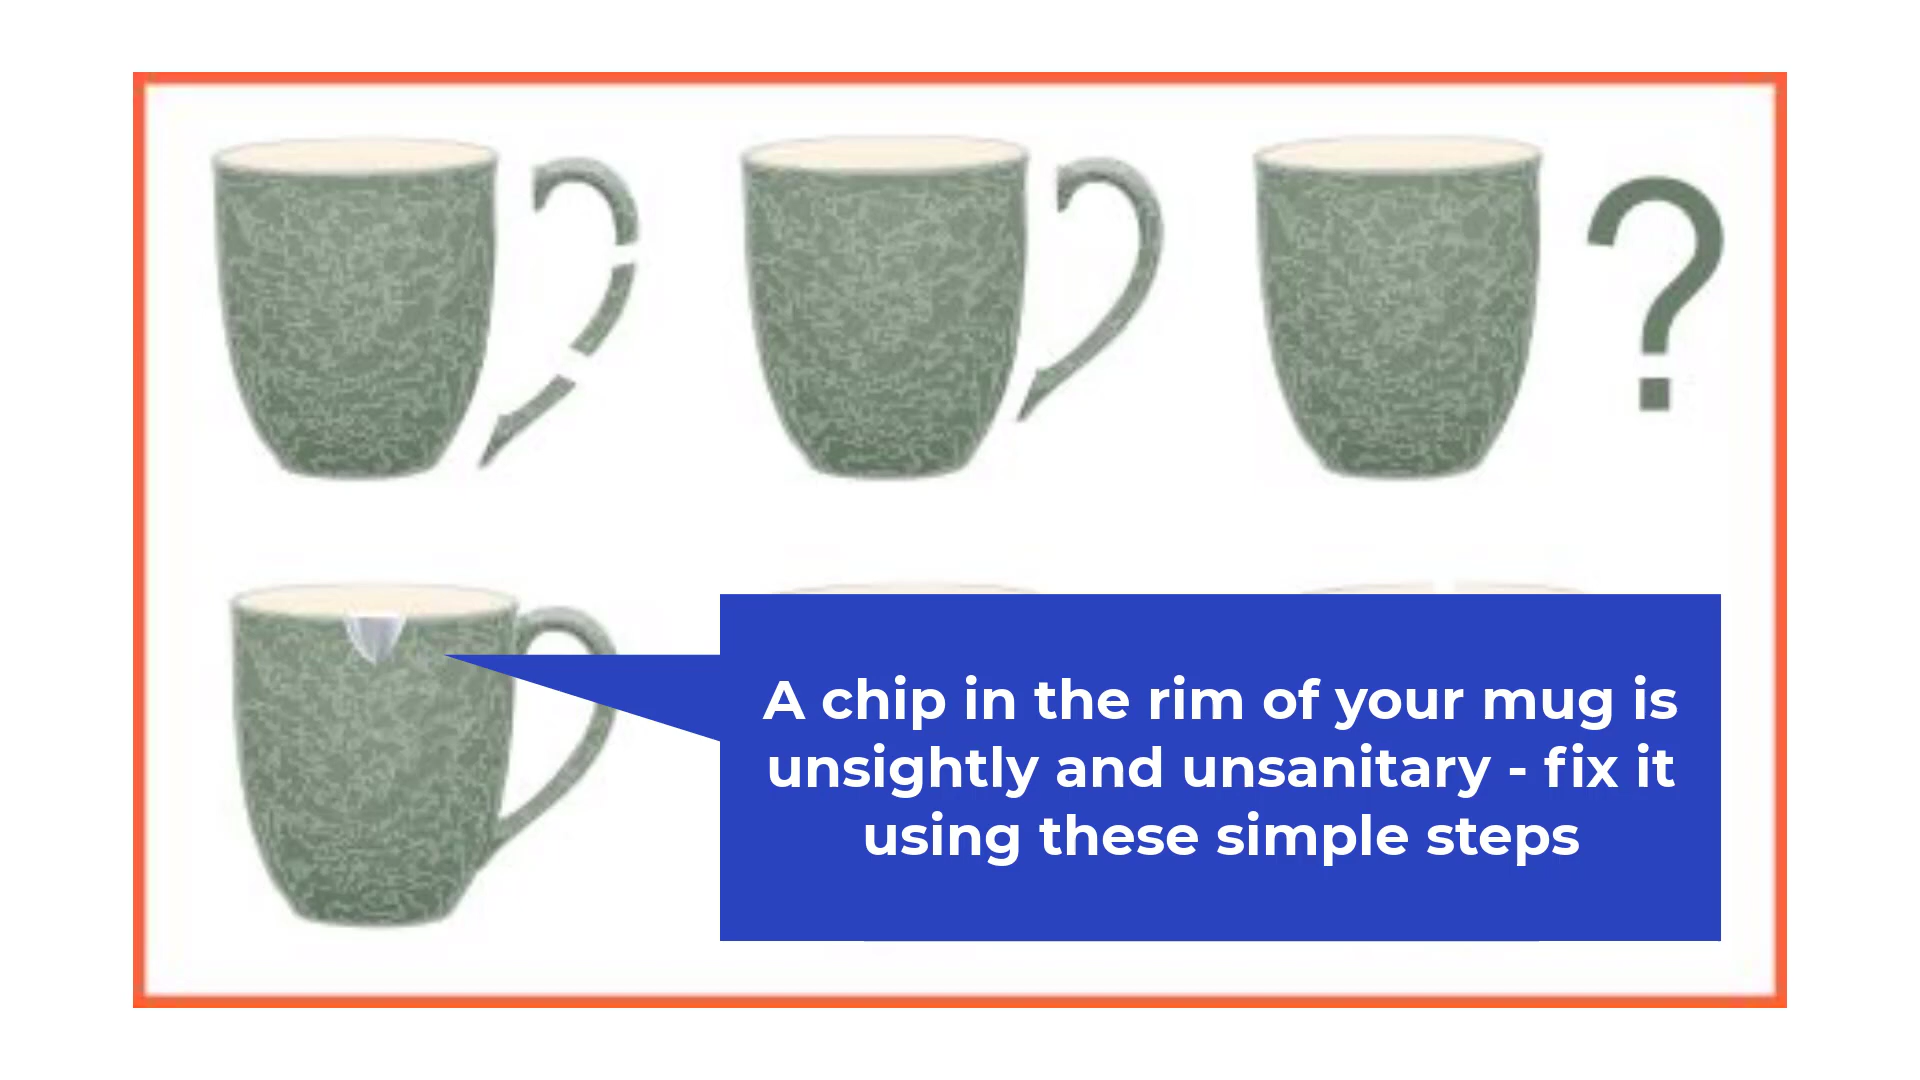 ?
A chip in the rim of your mug is
unsightly and unsanitary - fix it
using these simple steps